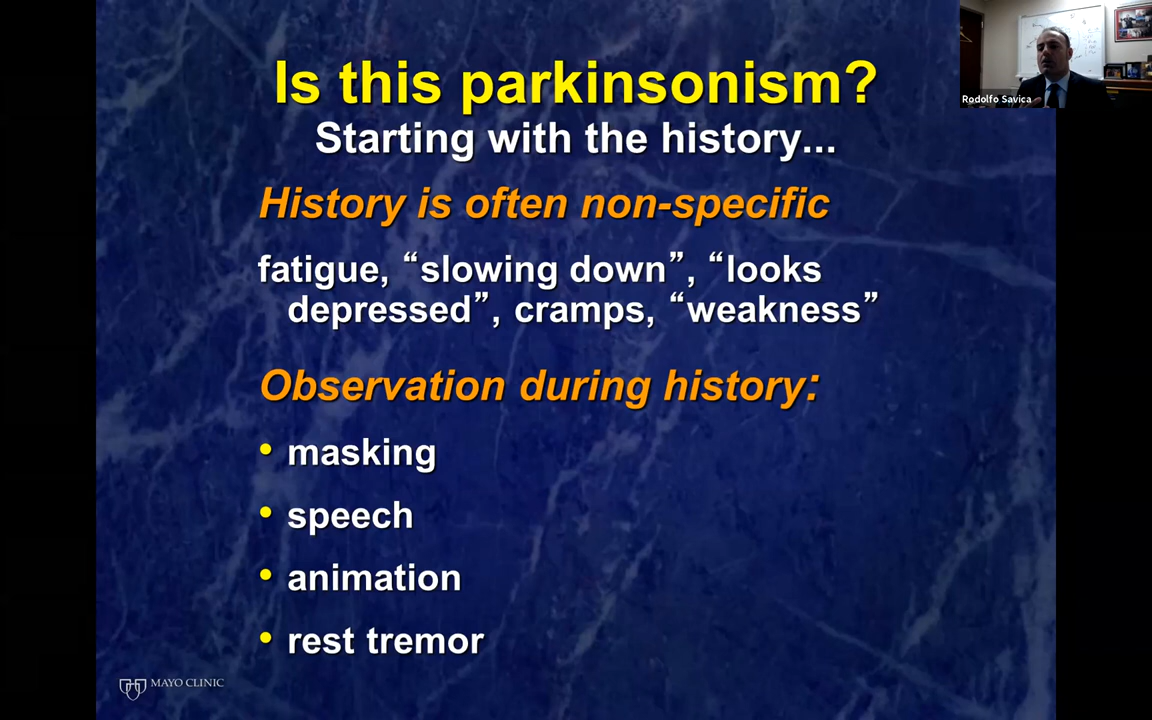 Is this parkinsonism?
Starting with the history...
History is often non-specific
fatigue, “slowing down”, “looks
depressed”, cramps, “weakness”
Observation during history:
• masking
• speech
• animation
• rest tremor
MAYO CLINIC
Rodolfo Savica